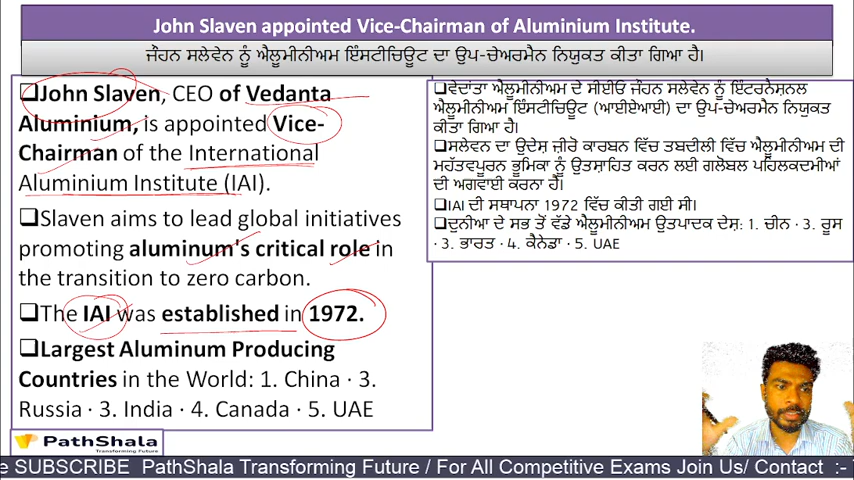 John Slaven appointed Vice-Chairman of Aluminium Institute.
ਜੌਹਨ ਸਲੇਵੇਨ ਨੂੰ ਐਲੂਮੀਨੀਅਮ ਇੰਸਟੀਚਿਊਟ ਦਾ ਉਪ-ਚੇਅਰਮੈਨ ਨਿਯੁਕਤ ਕੀਤਾ ਗਿਆ ਹੈ।
❑John Slaven, CEO of Vedanta
Aluminium, is appointed Vice-
Chairman of the International
Aluminium Institute (IAI).
❑Slaven aims to lead global initiatives
promoting aluminum's critical role in
the transition to zero carbon.
❑The IAI was established in 1972.
❑Largest Aluminum Producing
Countries in the World: 1. China · 3.
Russia · 3. India · 4. Canada · 5. UAE
❑ਵੇਦਾਂਤਾ ਐਲੂਮੀਨੀਅਮ ਦੇ ਸੀਈਓ ਜੌਹਨ ਸਲੇਵਨ ਨੂੰ ਇੰਟਰਨੈਸ਼ਨਲ
ਐਲੂਮੀਨੀਅਮ ਇੰਸਟੀਚਿਊਟ (ਆਈਏਆਈ) ਦਾ ਉਪ-ਚੇਅਰਮੈਨ ਨਿਯੁਕਤ
ਕੀਤਾ ਗਿਆ ਹੈ।
❑ਸਲੇਵਨ ਦਾ ਉਦੇਸ਼ ਜ਼ੀਰੋ ਕਾਰਬਨ ਵਿੱਚ ਤਬਦੀਲੀ ਵਿੱਚ ਐਲੂਮੀਨੀਅਮ ਦੀ
ਮਹੱਤਵਪੂਰਨ ਭੂਮਿਕਾ ਨੂੰ ਉਤਸ਼ਾਹਿਤ ਕਰਨ ਲਈ ਗਲੋਬਲ ਪਹਿਲਕਦਮੀਆਂ
ਦੀ ਅਗਵਾਈ ਕਰਨਾ ਹੈ।
❑IAI ਦੀ ਸਥਾਪਨਾ 1972 ਵਿੱਚ ਕੀਤੀ ਗਈ ਸੀ।
❑ਦੁਨੀਆ ਦੇ ਸਭ ਤੋਂ ਵੱਡੇ ਐਲੂਮੀਨੀਅਮ ਉਤਪਾਦਕ ਦੇਸ਼: 1. ਚੀਨ · 3. ਰੂਸ
· 3. ਭਾਰਤ · 4. ਕੈਨੇਡਾ · 5. UAE
PathShala
Transforming Future
e SUBSCRIBE PathShala Transforming Future / For All Competitive Exams Join Us/ Contact :-